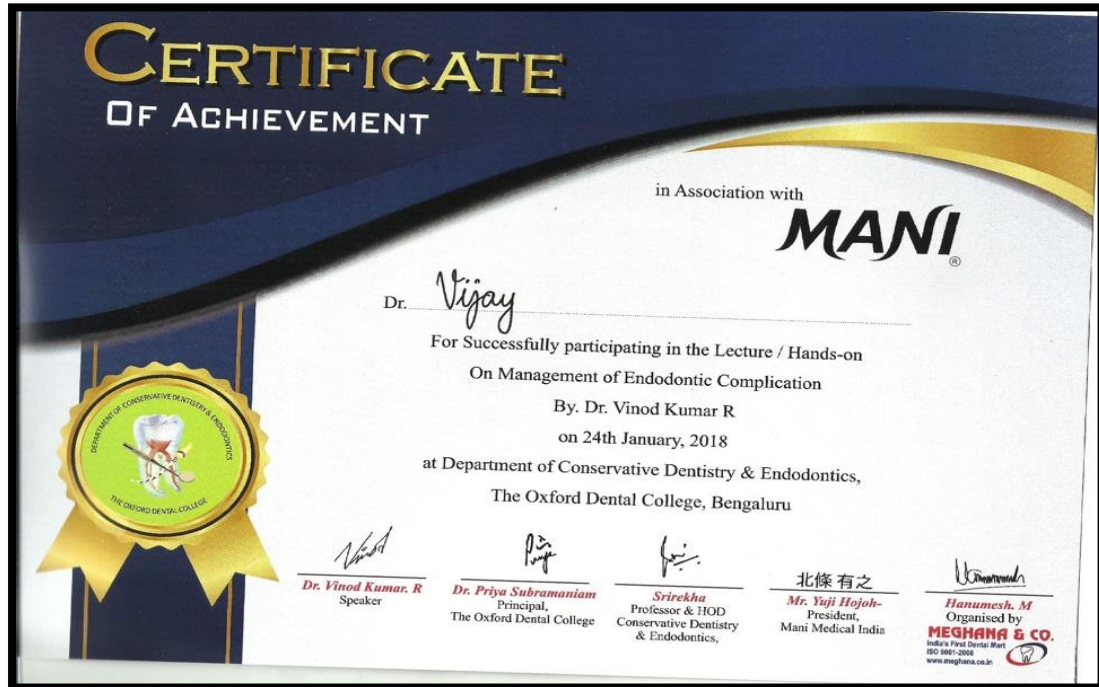 CERTIFICATE
OF ACHIEVEMENT
in Association with
MANI
®
Dr. Vijay
For Successfully participating in the Lecture / Hands-on
On Management of Endodontic Complication
By. Dr. Vinod Kumar R
on 24th January, 2018
at Department of Conservative Dentistry & Endodontics,
The Oxford Dental College, Bengaluru
DEPARTMENT OF CONSERVATIVE DENTISTRY & ENDODONTICS
THE OXFORD DENTAL COLLEGE
Vinod
Dr. Vinod Kumar. R
Speaker
Priya
Dr. Priya Subramaniam
Principal,
The Oxford Dental College
Srirekha
Professor & HOD
Conservative Dentistry
& Endodontics,
北條 有之
Mr. Yuji Hojoh-
President,
Mani Medical India
Hanumesh. M
Organised by
MEGHANA & CO.
India's First Dental Mart
ISO 9001-2008
www.meghana.co.in